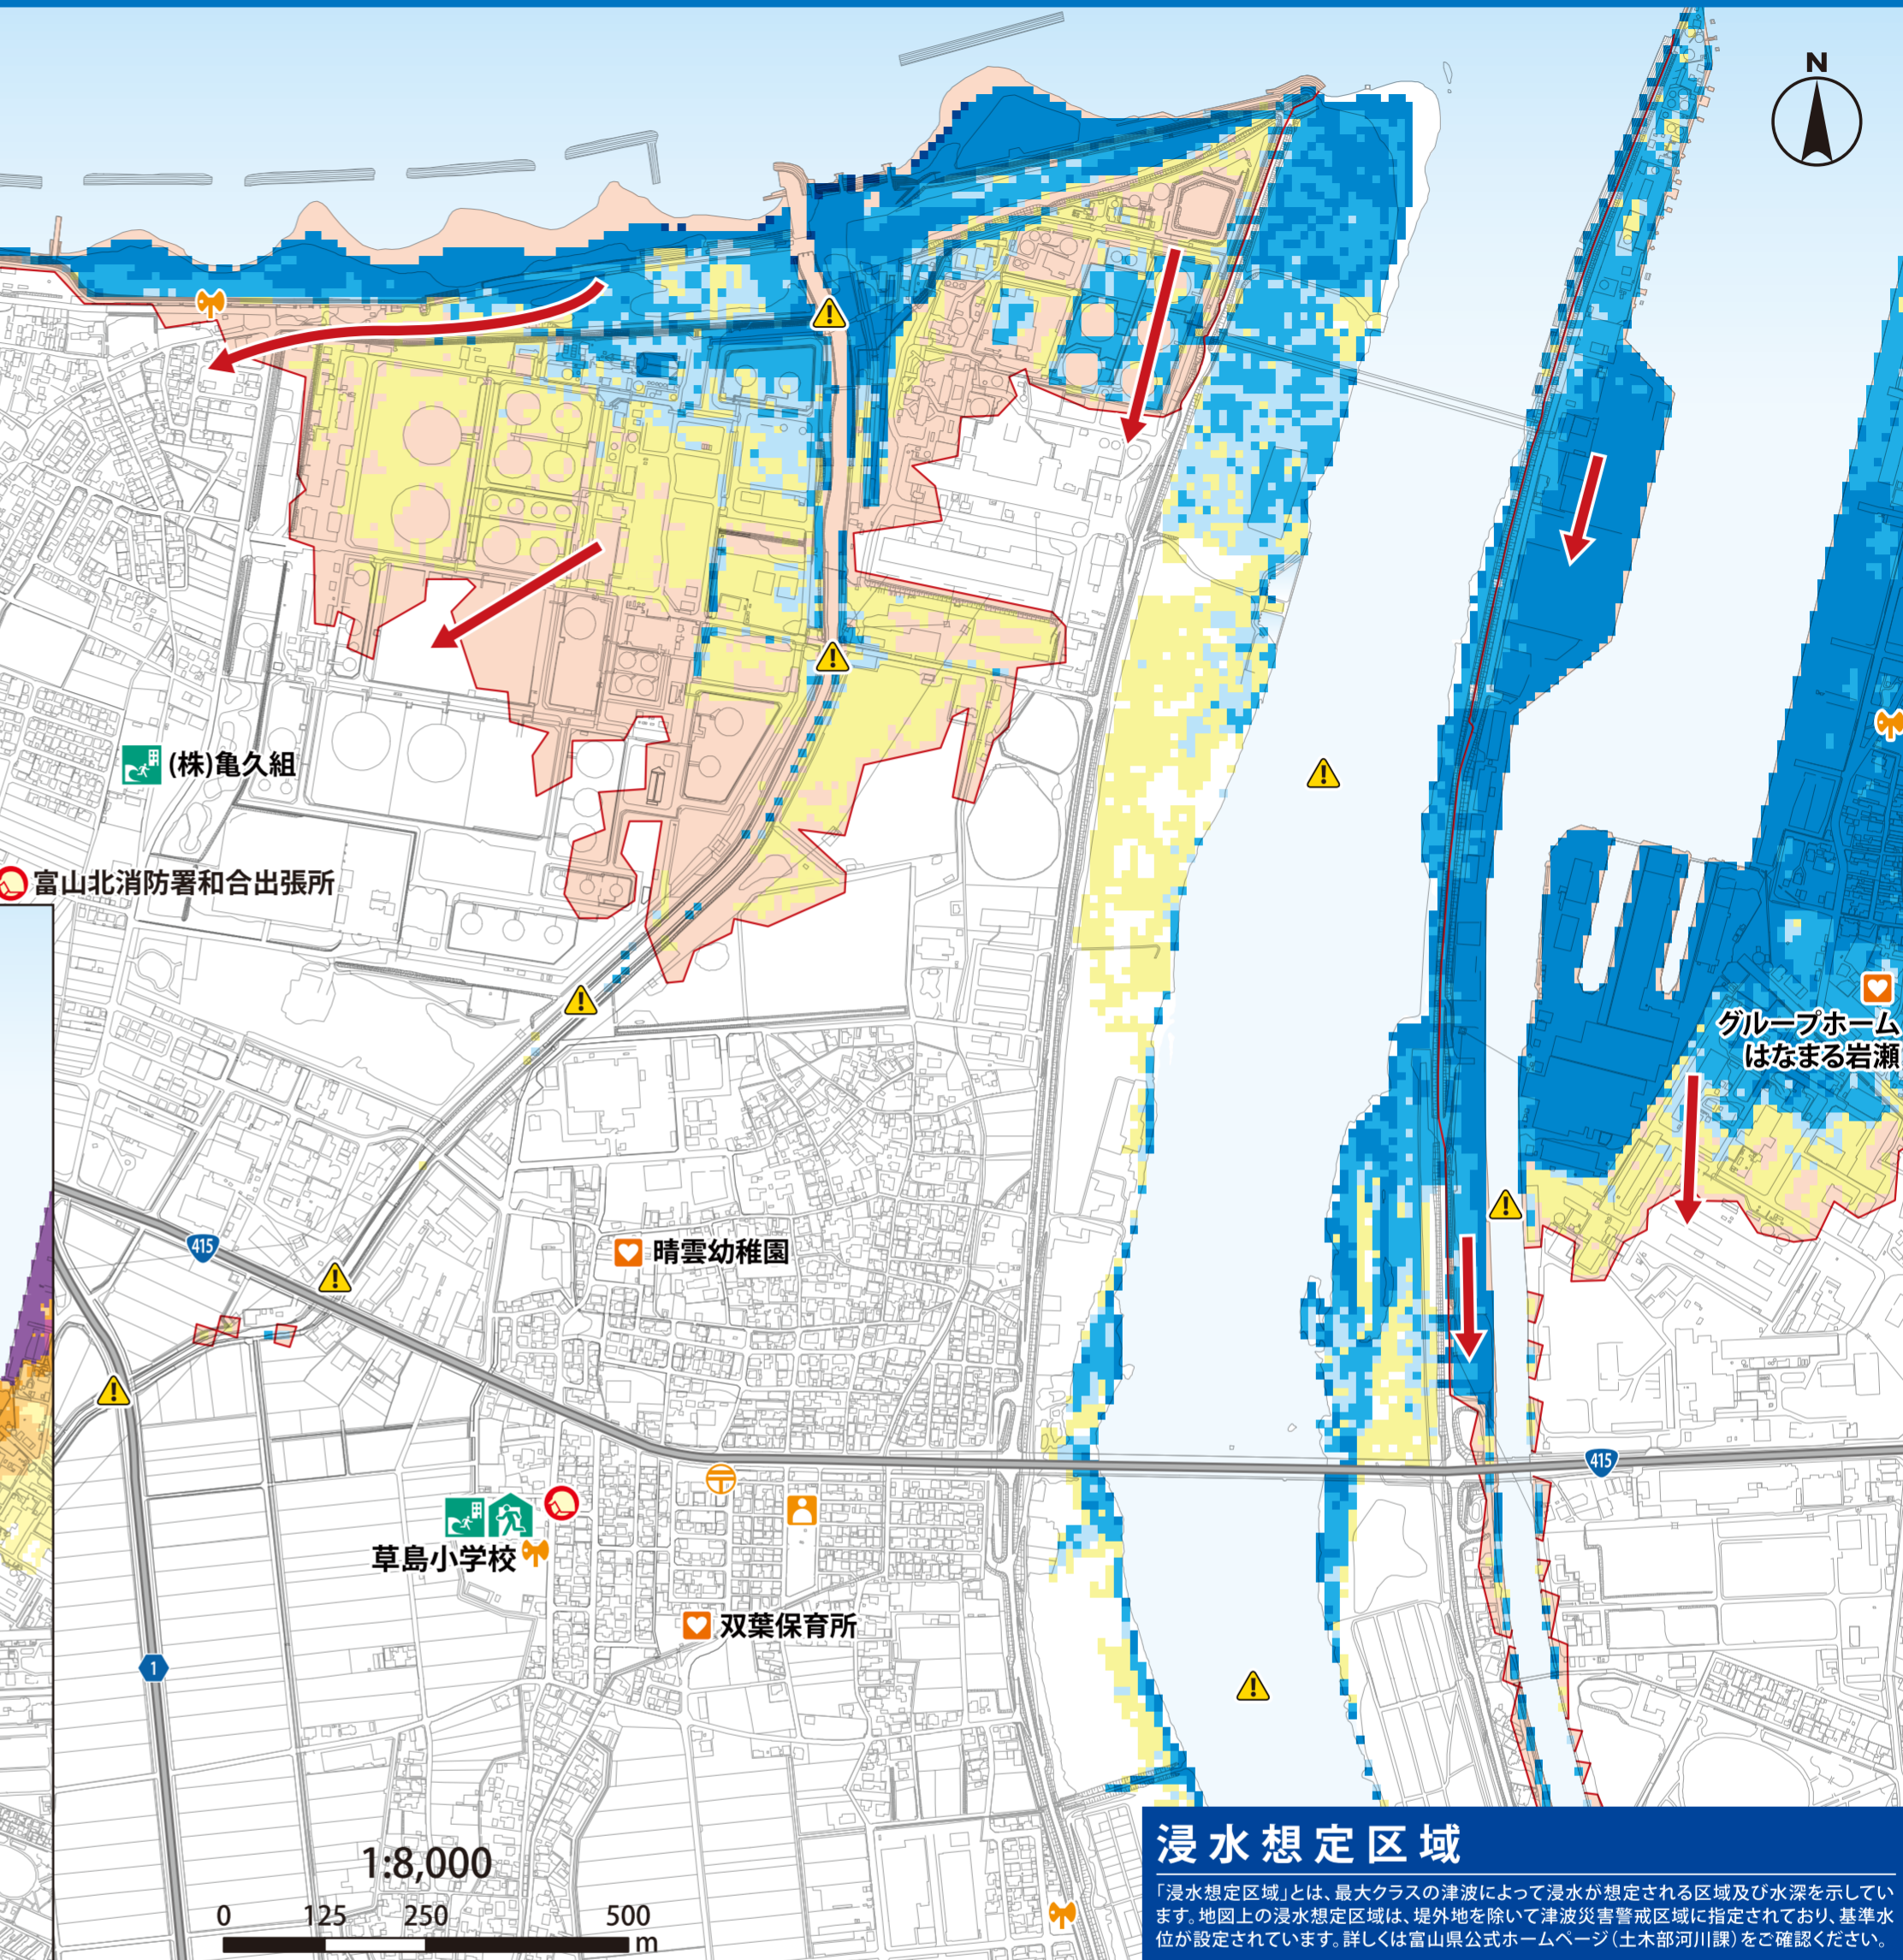 N
(株)亀久組
富山北消防署和合出張所
グループホーム
はなまる岩瀬
415
晴雲幼稚園
415
草島小学校
双葉保育所
1
1:8,000
0 125 250 500
m
浸水想定区域
「浸水想定区域」とは、最大クラスの津波によって浸水が想定される区域及び水深を示してい
ます。地図上の浸水想定区域は、堤外地を除いて津波災害警戒区域に指定されており、基準水
位が設定されています。詳しくは富山県公式ホームページ(土木部河川課)をご確認ください。